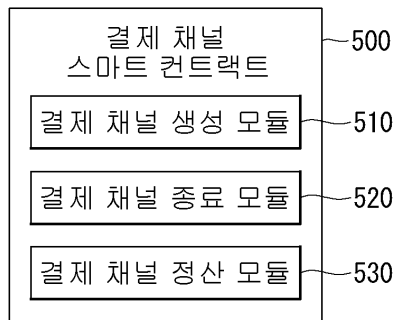 결제 채널
스마트 컨트랙트
500
결제 채널 생성 모듈
510
결제 채널 종료 모듈
520
결제 채널 정산 모듈
530